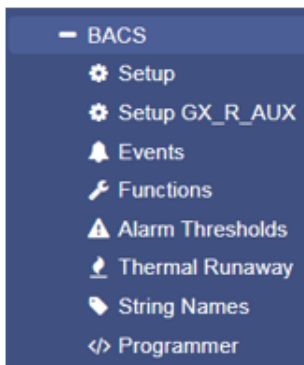 BACS
Setup
Setup GX_R_AUX
Events
Functions
Alarm Thresholds
Thermal Runaway
String Names
Programmer